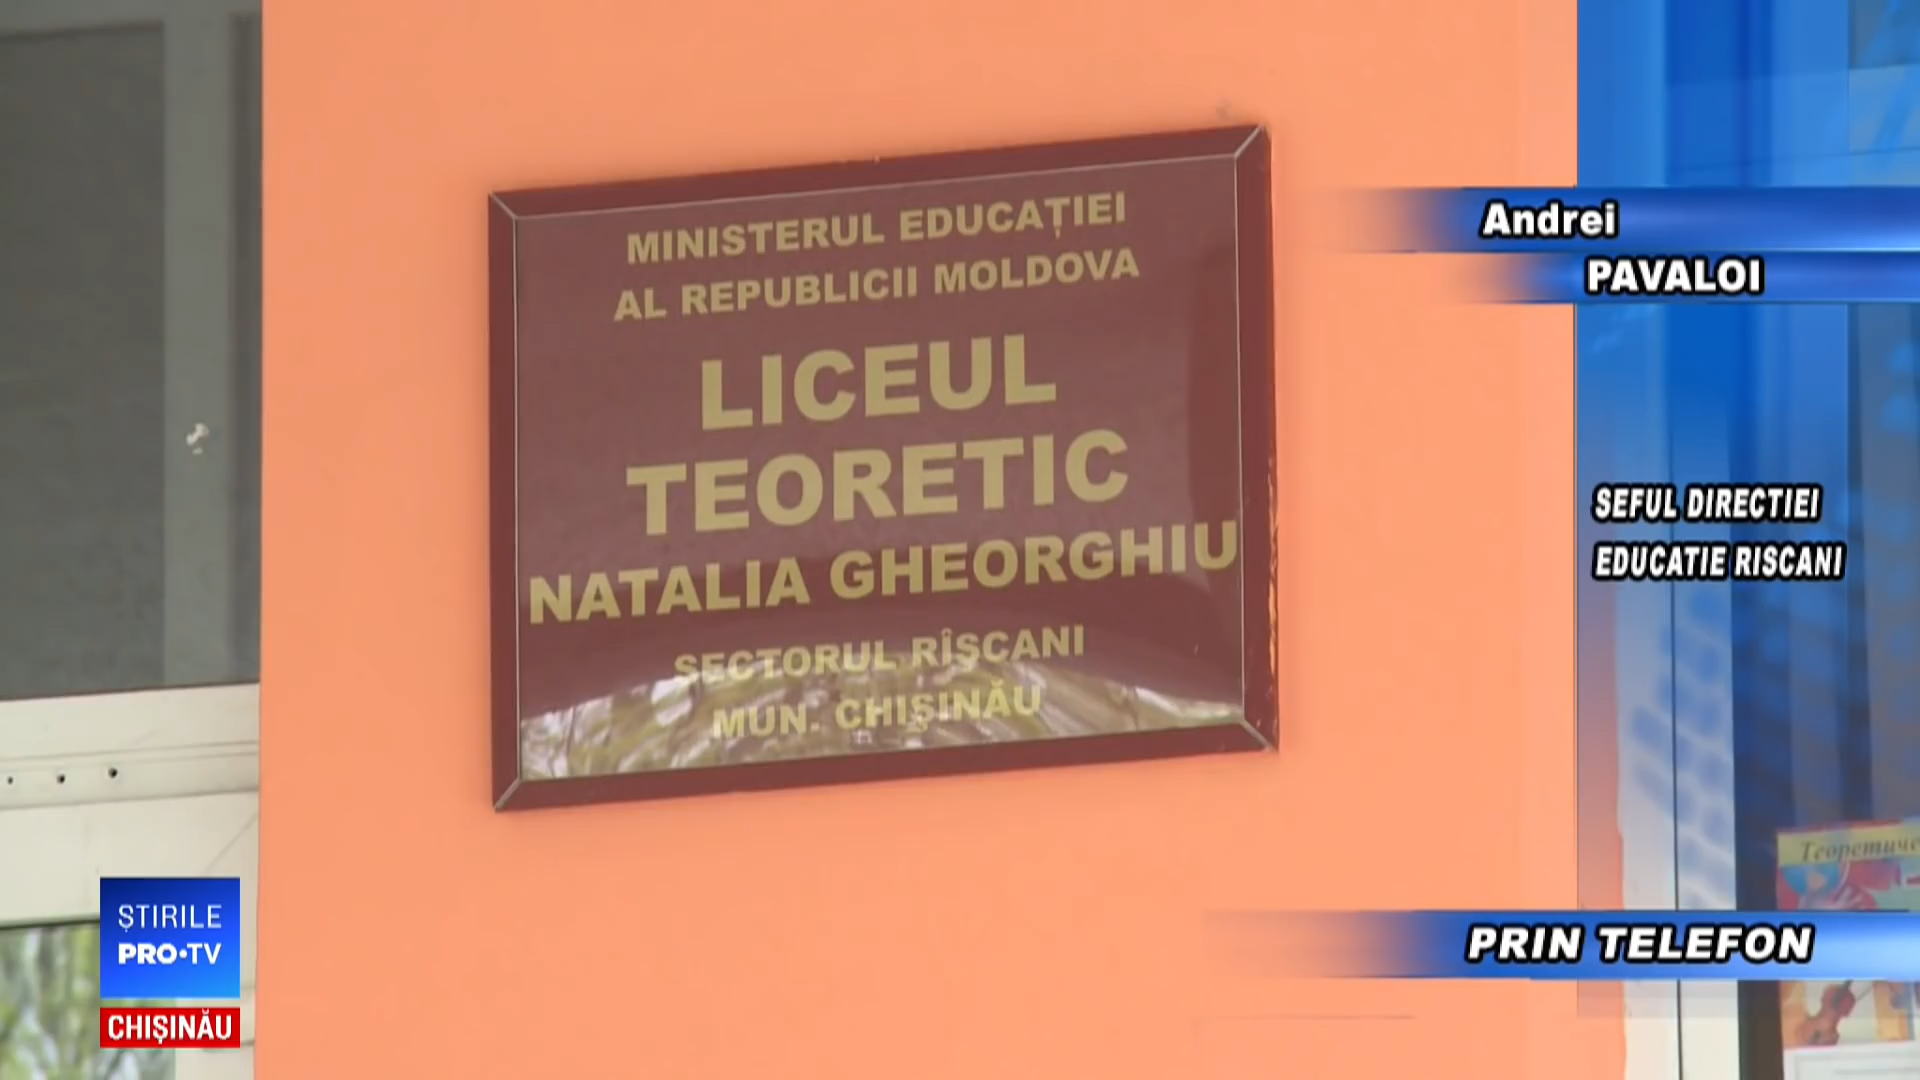 MINISTERUL EDUCAȚIEI
AL REPUBLICII MOLDOVA
LICEUL
TEORETIC
NATALIA GHEORGHIU
SECTORUL RÎȘCANI
MUN. CHIȘINĂU
Andrei
PAVALOI
SEFUL DIRECTIEI
EDUCATIE RISCANI
PRIN TELEFON
ȘTIRILE
PRO•TV
CHIȘINĂU